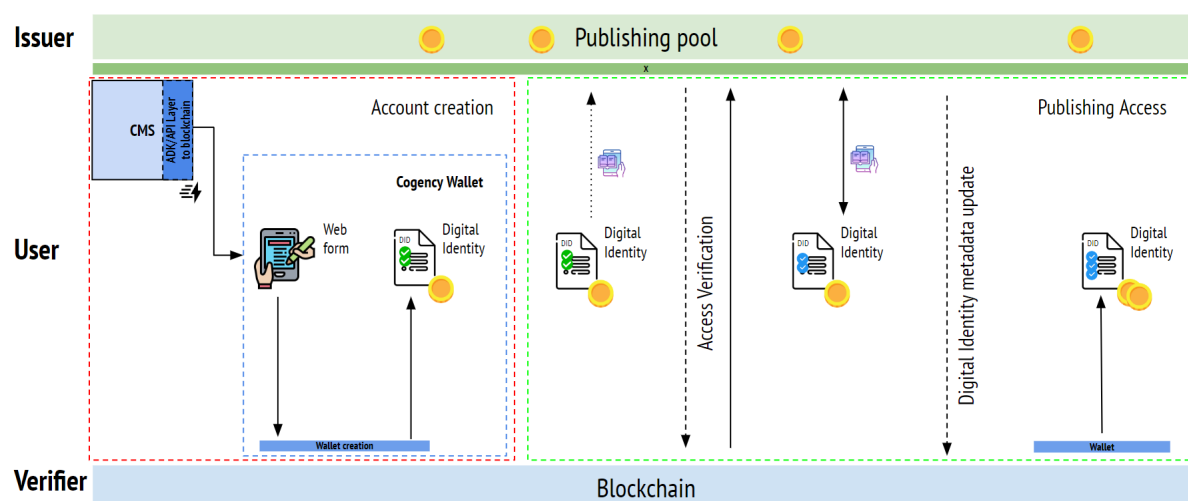 Issuer
Publishing pool
x
Account creation
Publishing Access
CMS
ADK/API Layer
to blockchain
Cogency Wallet
User
Web
form
Digital
Identity
DID
DID
Digital
Identity
Access Verification
DID
Digital
Identity
Digital Identity metadata update
DID
Digital
Identity
Wallet creation
Wallet
Verifier
Blockchain